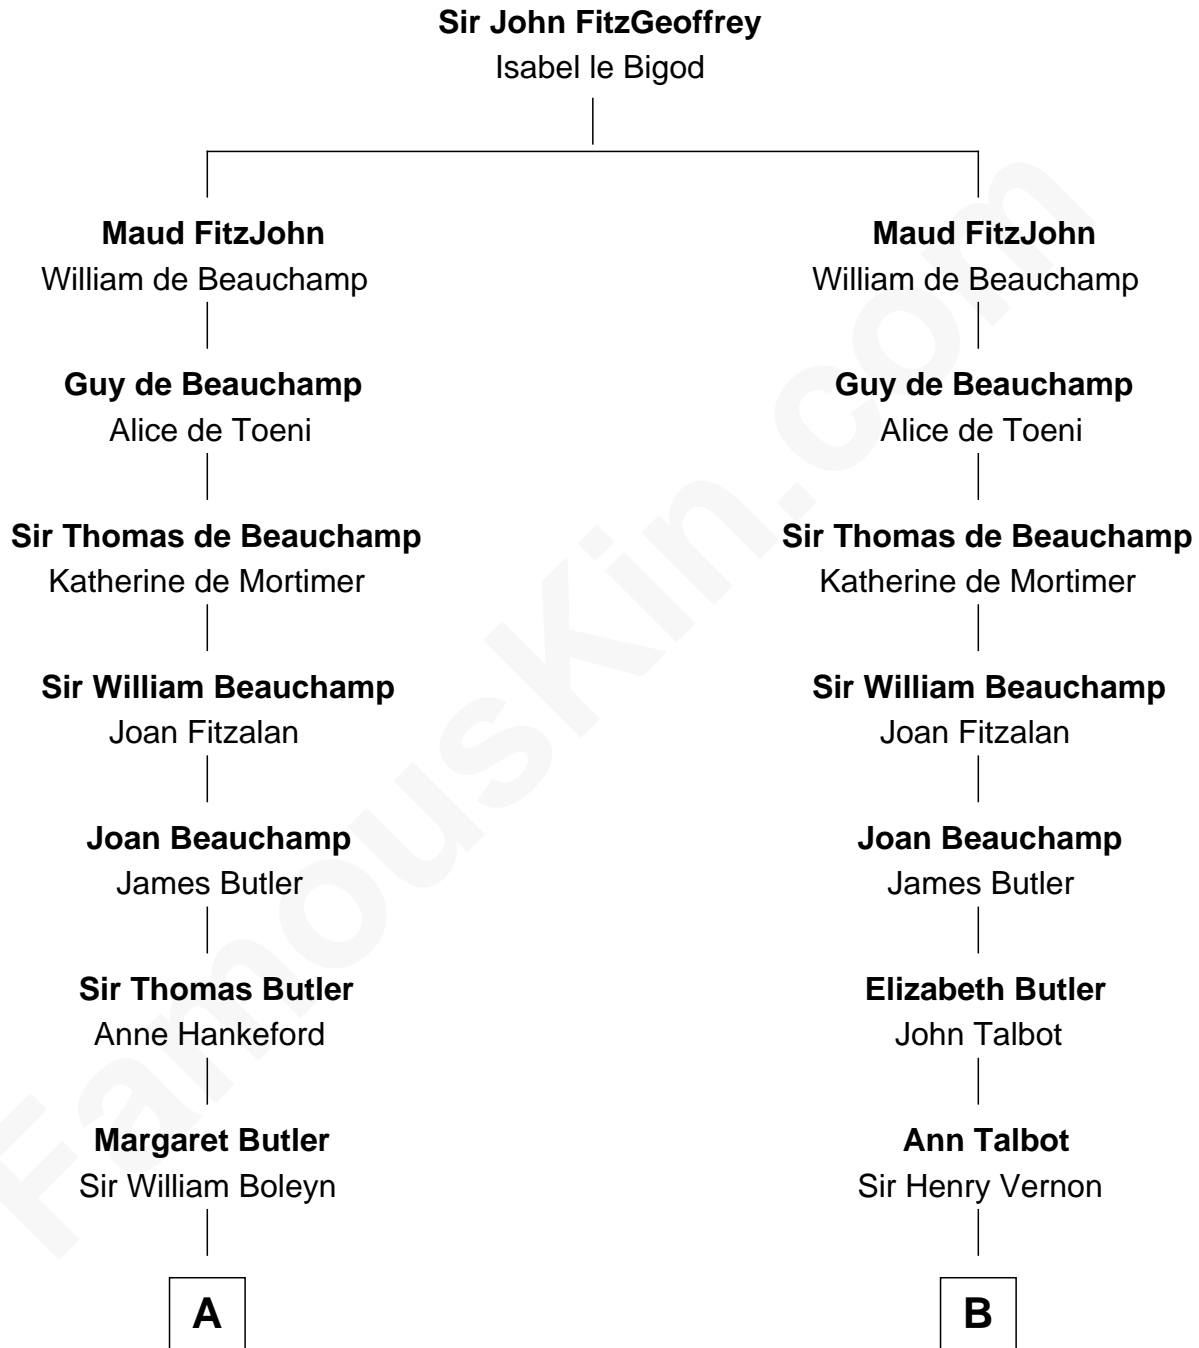 Sir John FitzGeoffrey
Isabel le Bigod
Maud FitzJohn
William de Beauchamp
Guy de Beauchamp
Alice de Toeni
Sir Thomas de Beauchamp
Katherine de Mortimer
Sir William Beauchamp
Joan Fitzalan
Joan Beauchamp
James Butler
Sir Thomas Butler
Anne Hankeford
Margaret Butler
Sir William Boleyn
A
Maud FitzJohn
William de Beauchamp
Guy de Beauchamp
Alice de Toeni
Sir Thomas de Beauchamp
Katherine de Mortimer
Sir William Beauchamp
Joan Fitzalan
Joan Beauchamp
James Butler
Elizabeth Butler
John Talbot
Ann Talbot
Sir Henry Vernon
B
FamousKin.com